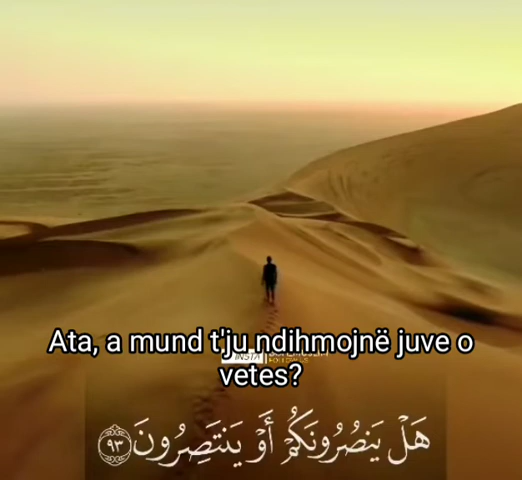 Ata, a mund t'ju ndihmojnë juve o
vetes?
هَلْ يَنصُرُونَكُمْ أَوْ يَنتَصِرُونَ ٩٣